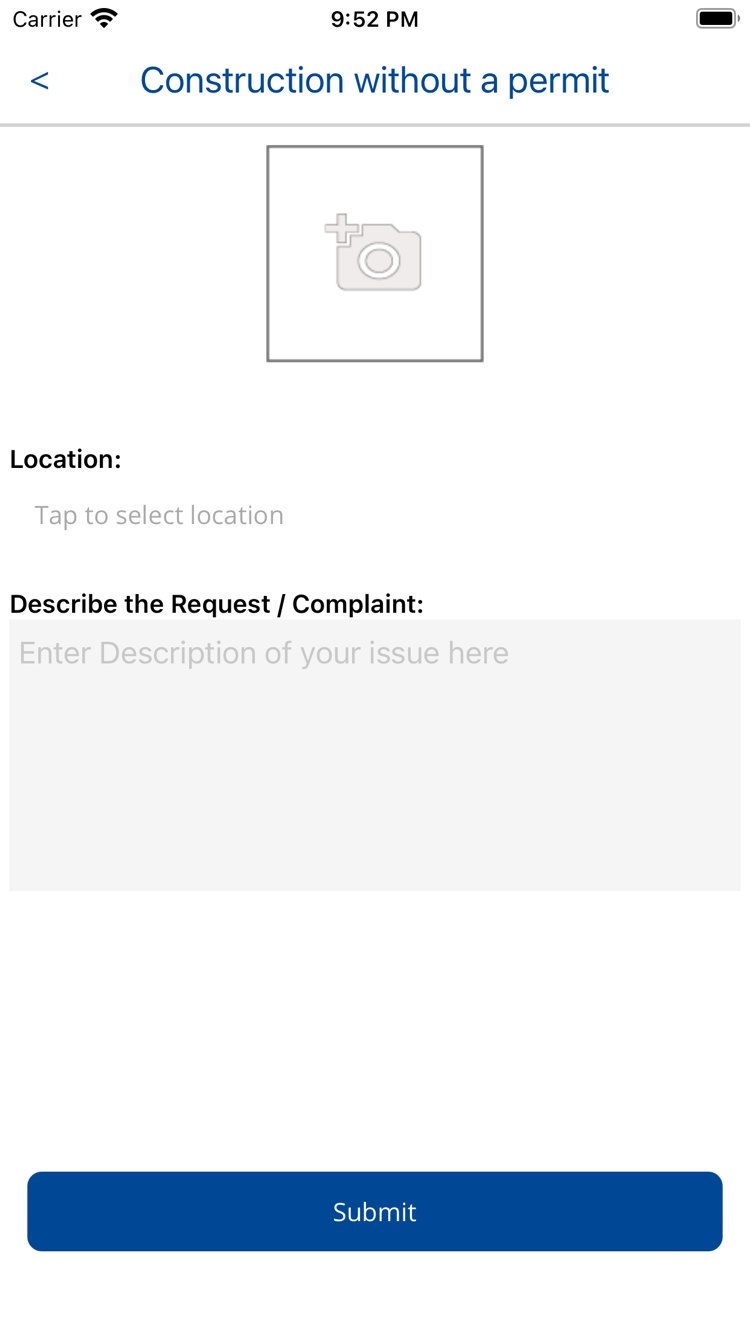 Carrier 9:52 PM
< Construction without a permit
Location:
Tap to select location
Describe the Request / Complaint:
Enter Description of your issue here
Submit